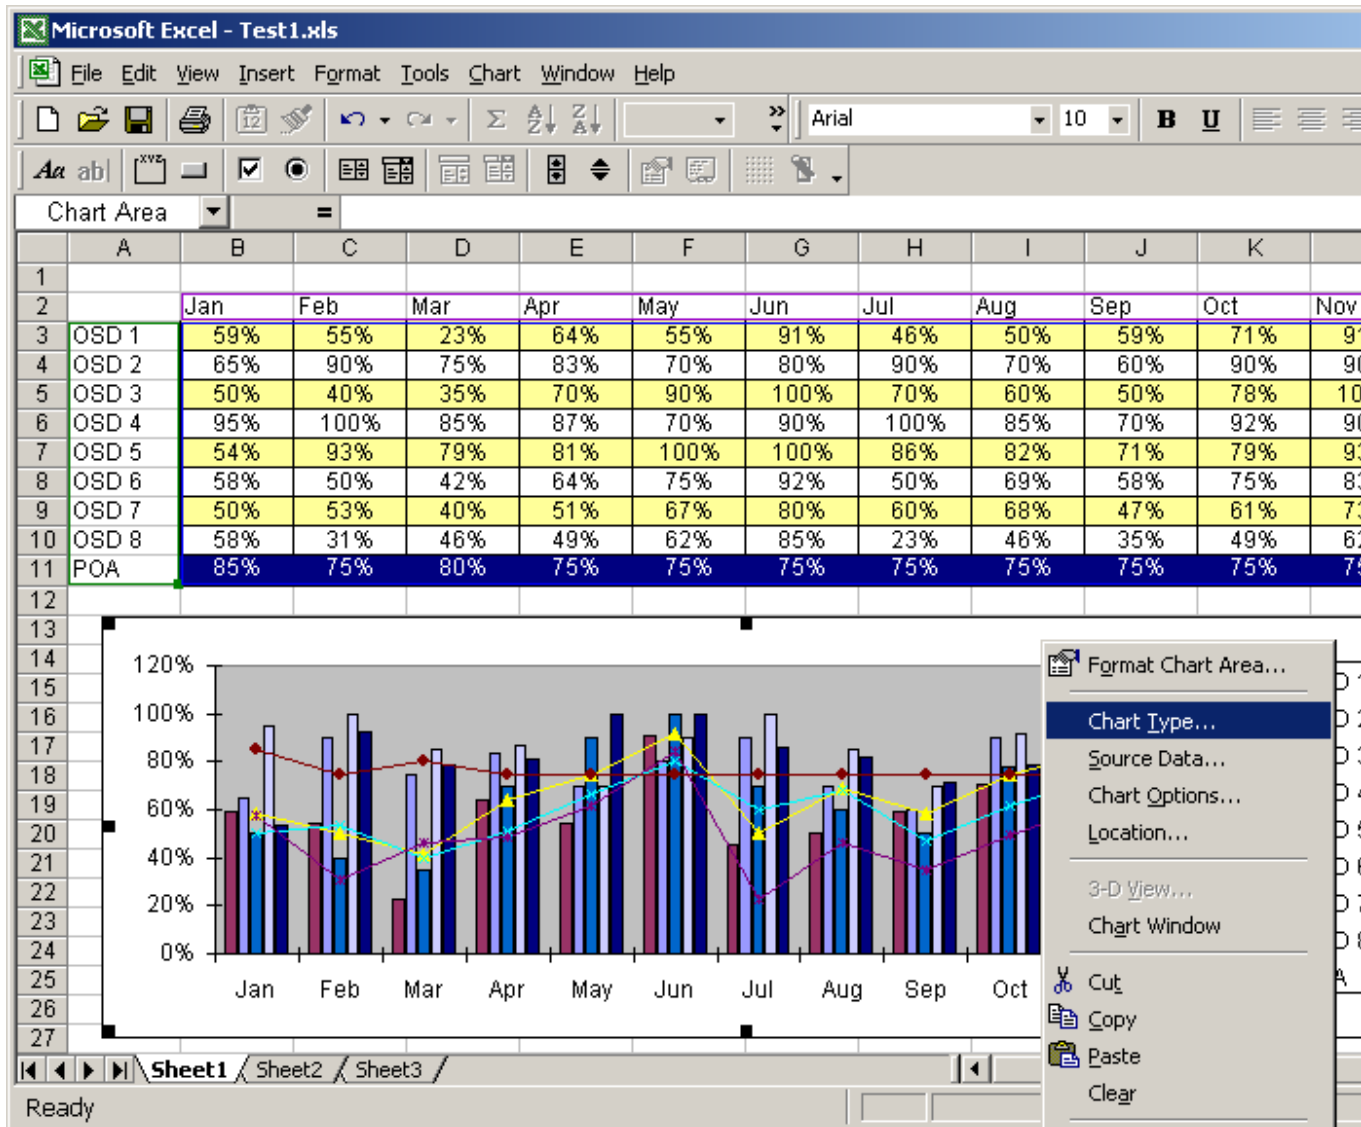 Microsoft Excel - Test1.xls
File Edit View Insert Format Tools Chart Window Help
12 Σ A Z Z A Arial 10 B U
Aa ab| XYZ
Chart Area =
A B C D E F G H I J K
1
2 Jan Feb Mar Apr May Jun Jul Aug Sep Oct Nov
3 OSD 1 59% 55% 23% 64% 55% 91% 46% 50% 59% 71%
4 OSD 2 65% 90% 75% 83% 70% 80% 90% 70% 60% 90%
5 OSD 3 50% 40% 35% 70% 90% 100% 70% 60% 50% 78%
6 OSD 4 95% 100% 85% 87% 70% 90% 100% 85% 70% 92%
7 OSD 5 54% 93% 79% 81% 100% 100% 86% 82% 71% 79%
8 OSD 6 58% 50% 42% 64% 75% 92% 50% 69% 58% 75%
9 OSD 7 50% 53% 40% 51% 67% 80% 60% 68% 47% 61%
10 OSD 8 58% 31% 46% 49% 62% 85% 23% 46% 35% 49%
11 POA 85% 75% 80% 75% 75% 75% 75% 75% 75% 75%
12
13
14
15
16
17
18
19
20
21
22
23
24
25
26
27
120%
100%
80%
60%
40%
20%
0%
Jan Feb Mar Apr May Jun Jul Aug Sep Oct
Format Chart Area...
Chart Type...
Source Data...
Chart Options...
Location...
3-D View...
Chart Window
Cut
Copy
Paste
Clear
Sheet1 Sheet2 Sheet3
Ready